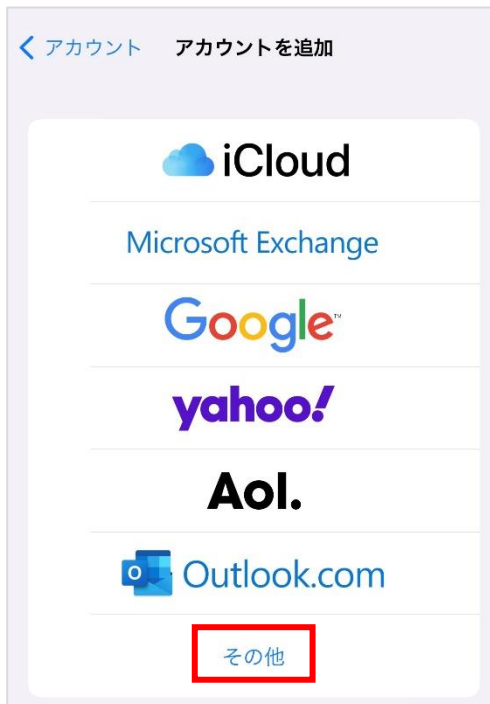 アカウント アカウントを追加
iCloud
Microsoft Exchange
Google™
yahoo!
Aol.
Outlook.com
その他